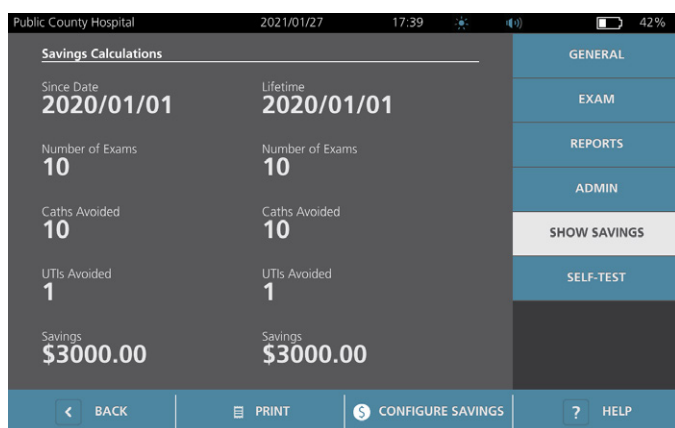 Public County Hospital 2021/01/27 17:39 42%
Savings Calculations
Since Date Lifetime
2020/01/01 2020/01/01
Number of Exams Number of Exams
10 10
Caths Avoided Caths Avoided
10 10
UTIs Avoided UTIs Avoided
1 1
Savings Savings
$3000.00 $3000.00
GENERAL
EXAM
REPORTS
ADMIN
SHOW SAVINGS
SELF-TEST
< BACK PRINT $ CONFIGURE SAVINGS ? HELP